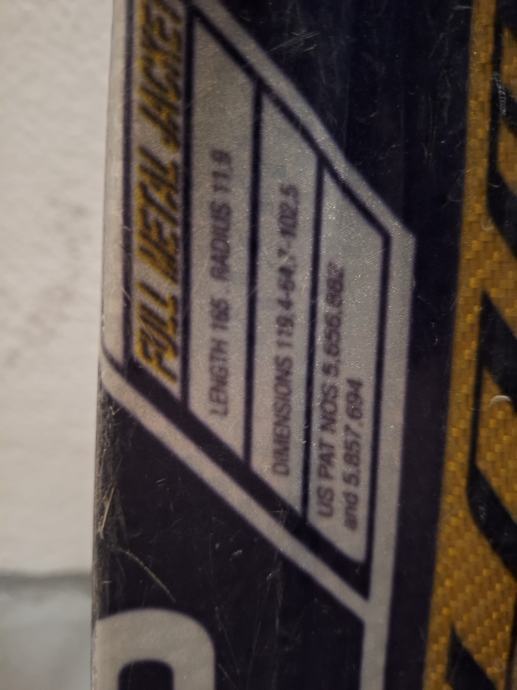 FULL METAL JACKET
LENGTH 165 RADIUS 11.9
DIMENSIONS 119.4-64.7-102.5
US PAT NOS 5,656,882
and 5,857,694